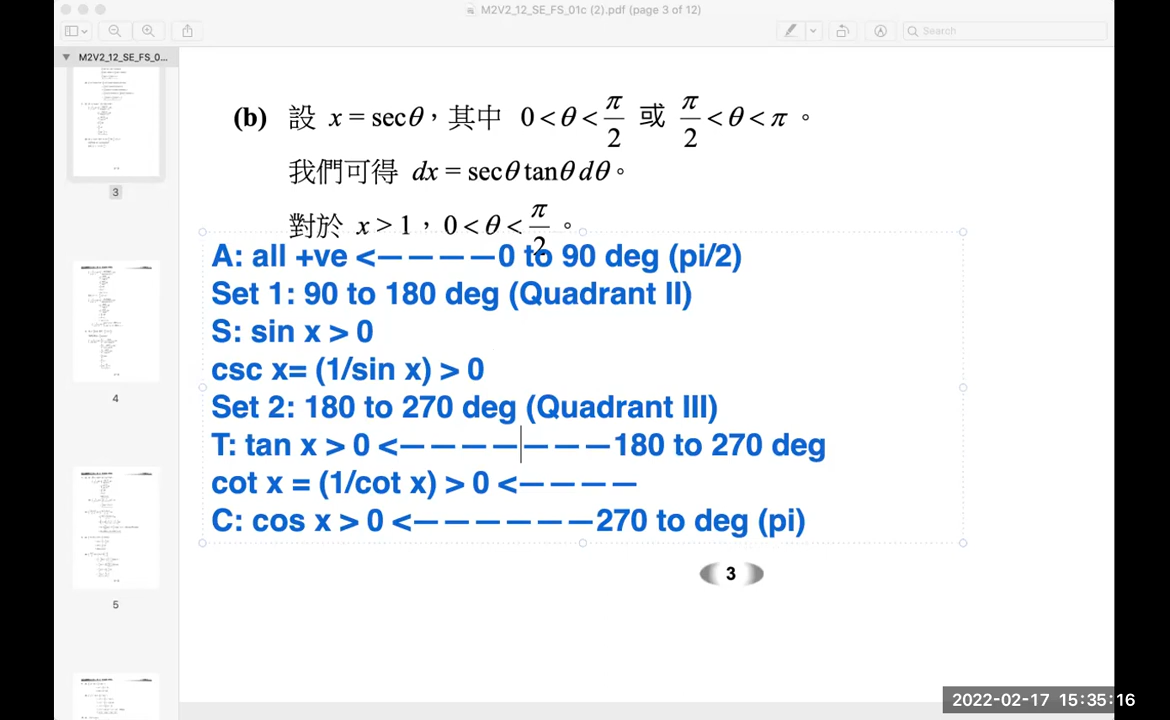 M2V2_12_SE_FS_01c (2).pdf (page 3 of 12)
Search
M2V2_12_SE_FS_0...
3
4
5
(b) 設 x = secθ，其中 0 < θ < π/2 或 π/2 < θ < π 。
我們可得 dx = secθ tanθ dθ。
對於 x > 1，0 < θ < π/2 。
A: all +ve <————0 to 90 deg (pi/2)
Set 1: 90 to 180 deg (Quadrant II)
S: sin x > 0
csc x= (1/sin x) > 0
Set 2: 180 to 270 deg (Quadrant III)
T: tan x > 0 <———————180 to 270 deg
cot x = (1/cot x) > 0 <————
C: cos x > 0 <——————270 to deg (pi)
3
2022-02-17 15:35:16